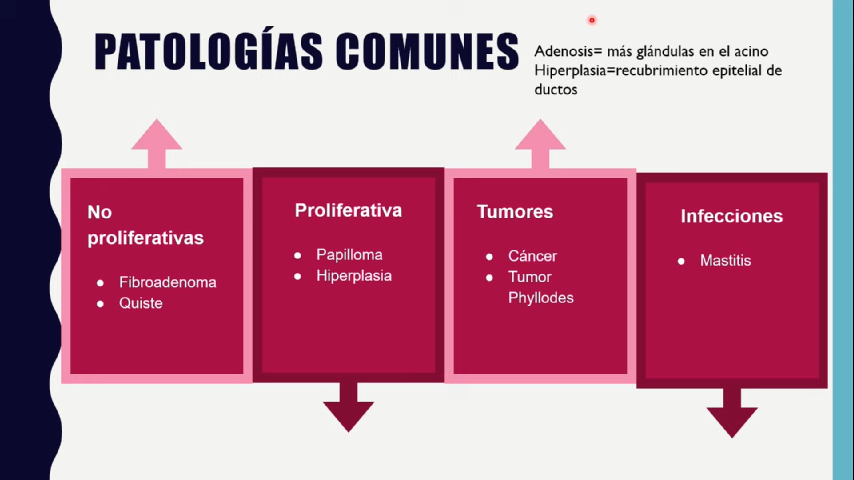 PATOLOGÍAS COMUNES
Adenosis= más glándulas en el acino
Hiperplasia=recubrimiento epitelial de
ductos
No
proliferativas
● Fibroadenoma
● Quiste
Proliferativa
● Papilloma
● Hiperplasia
Tumores
● Cáncer
● Tumor
Phyllodes
Infecciones
● Mastitis